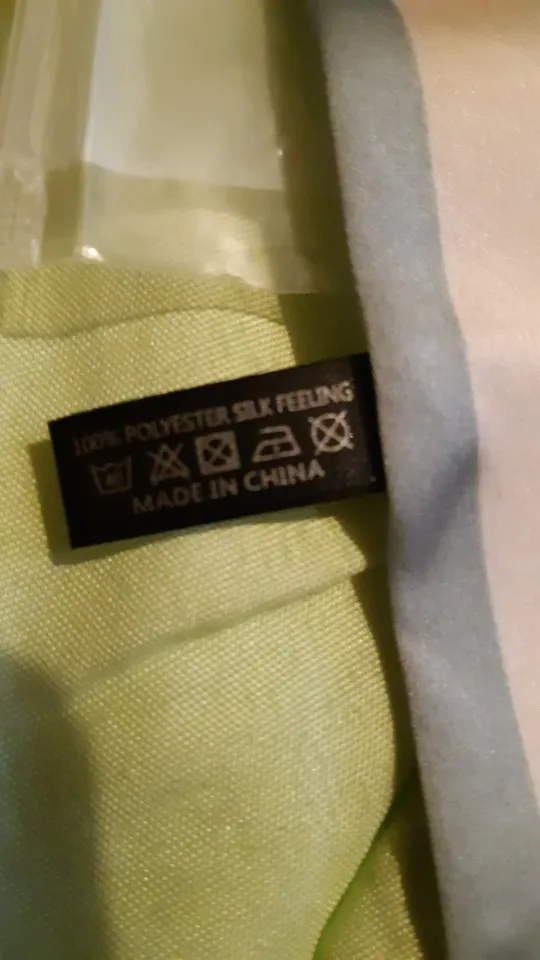 100% POLYESTER SILK FEELING
MADE IN CHINA